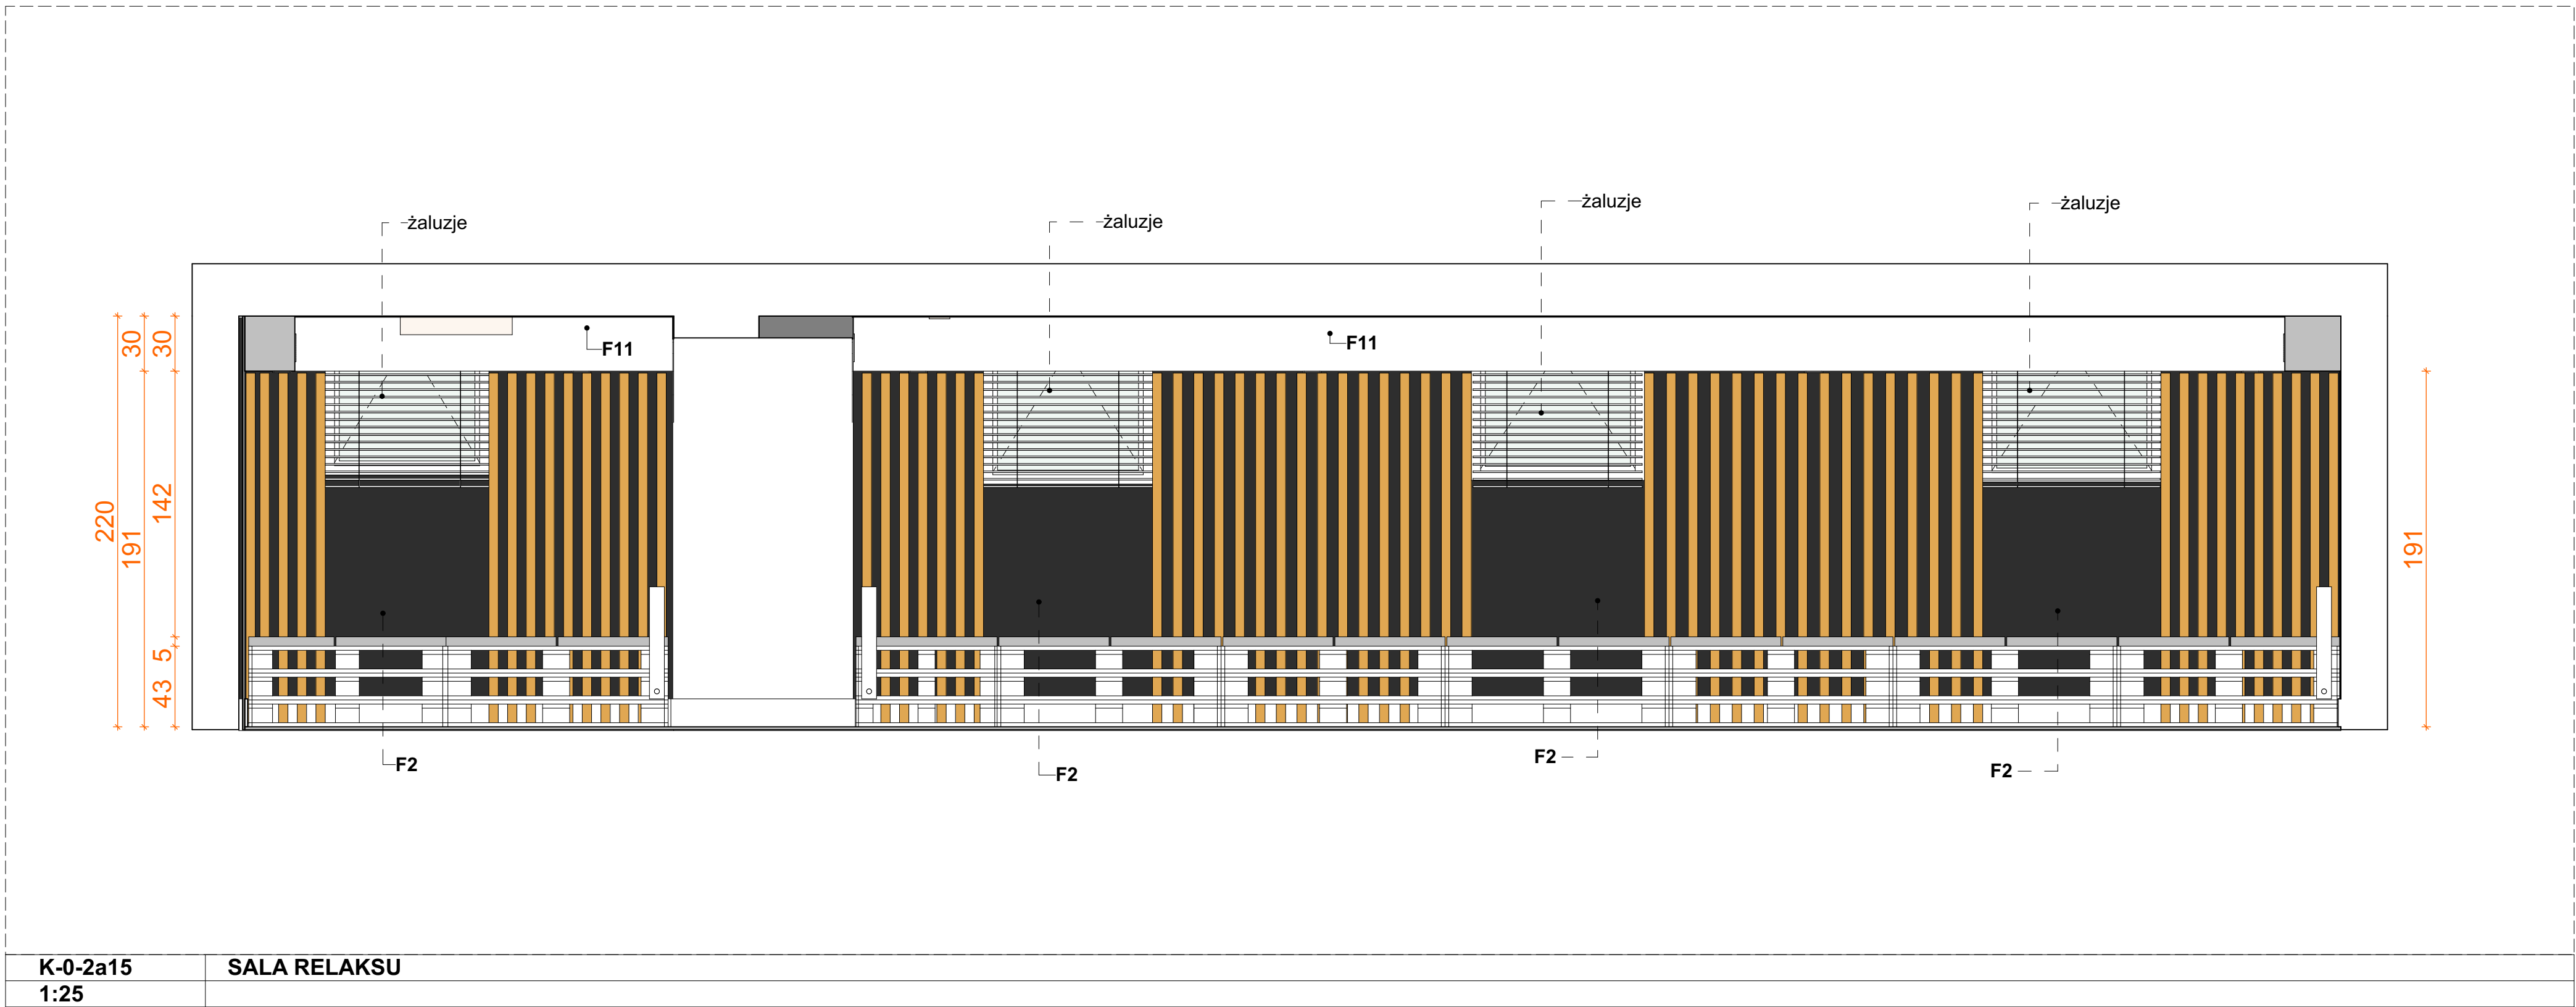 żaluzje
żaluzje
żaluzje
żaluzje
F11
F11
30
30
220
191
142
191
5
43
F2
F2
F2
F2
K-0-2a15
SALA RELAKSU
1:25